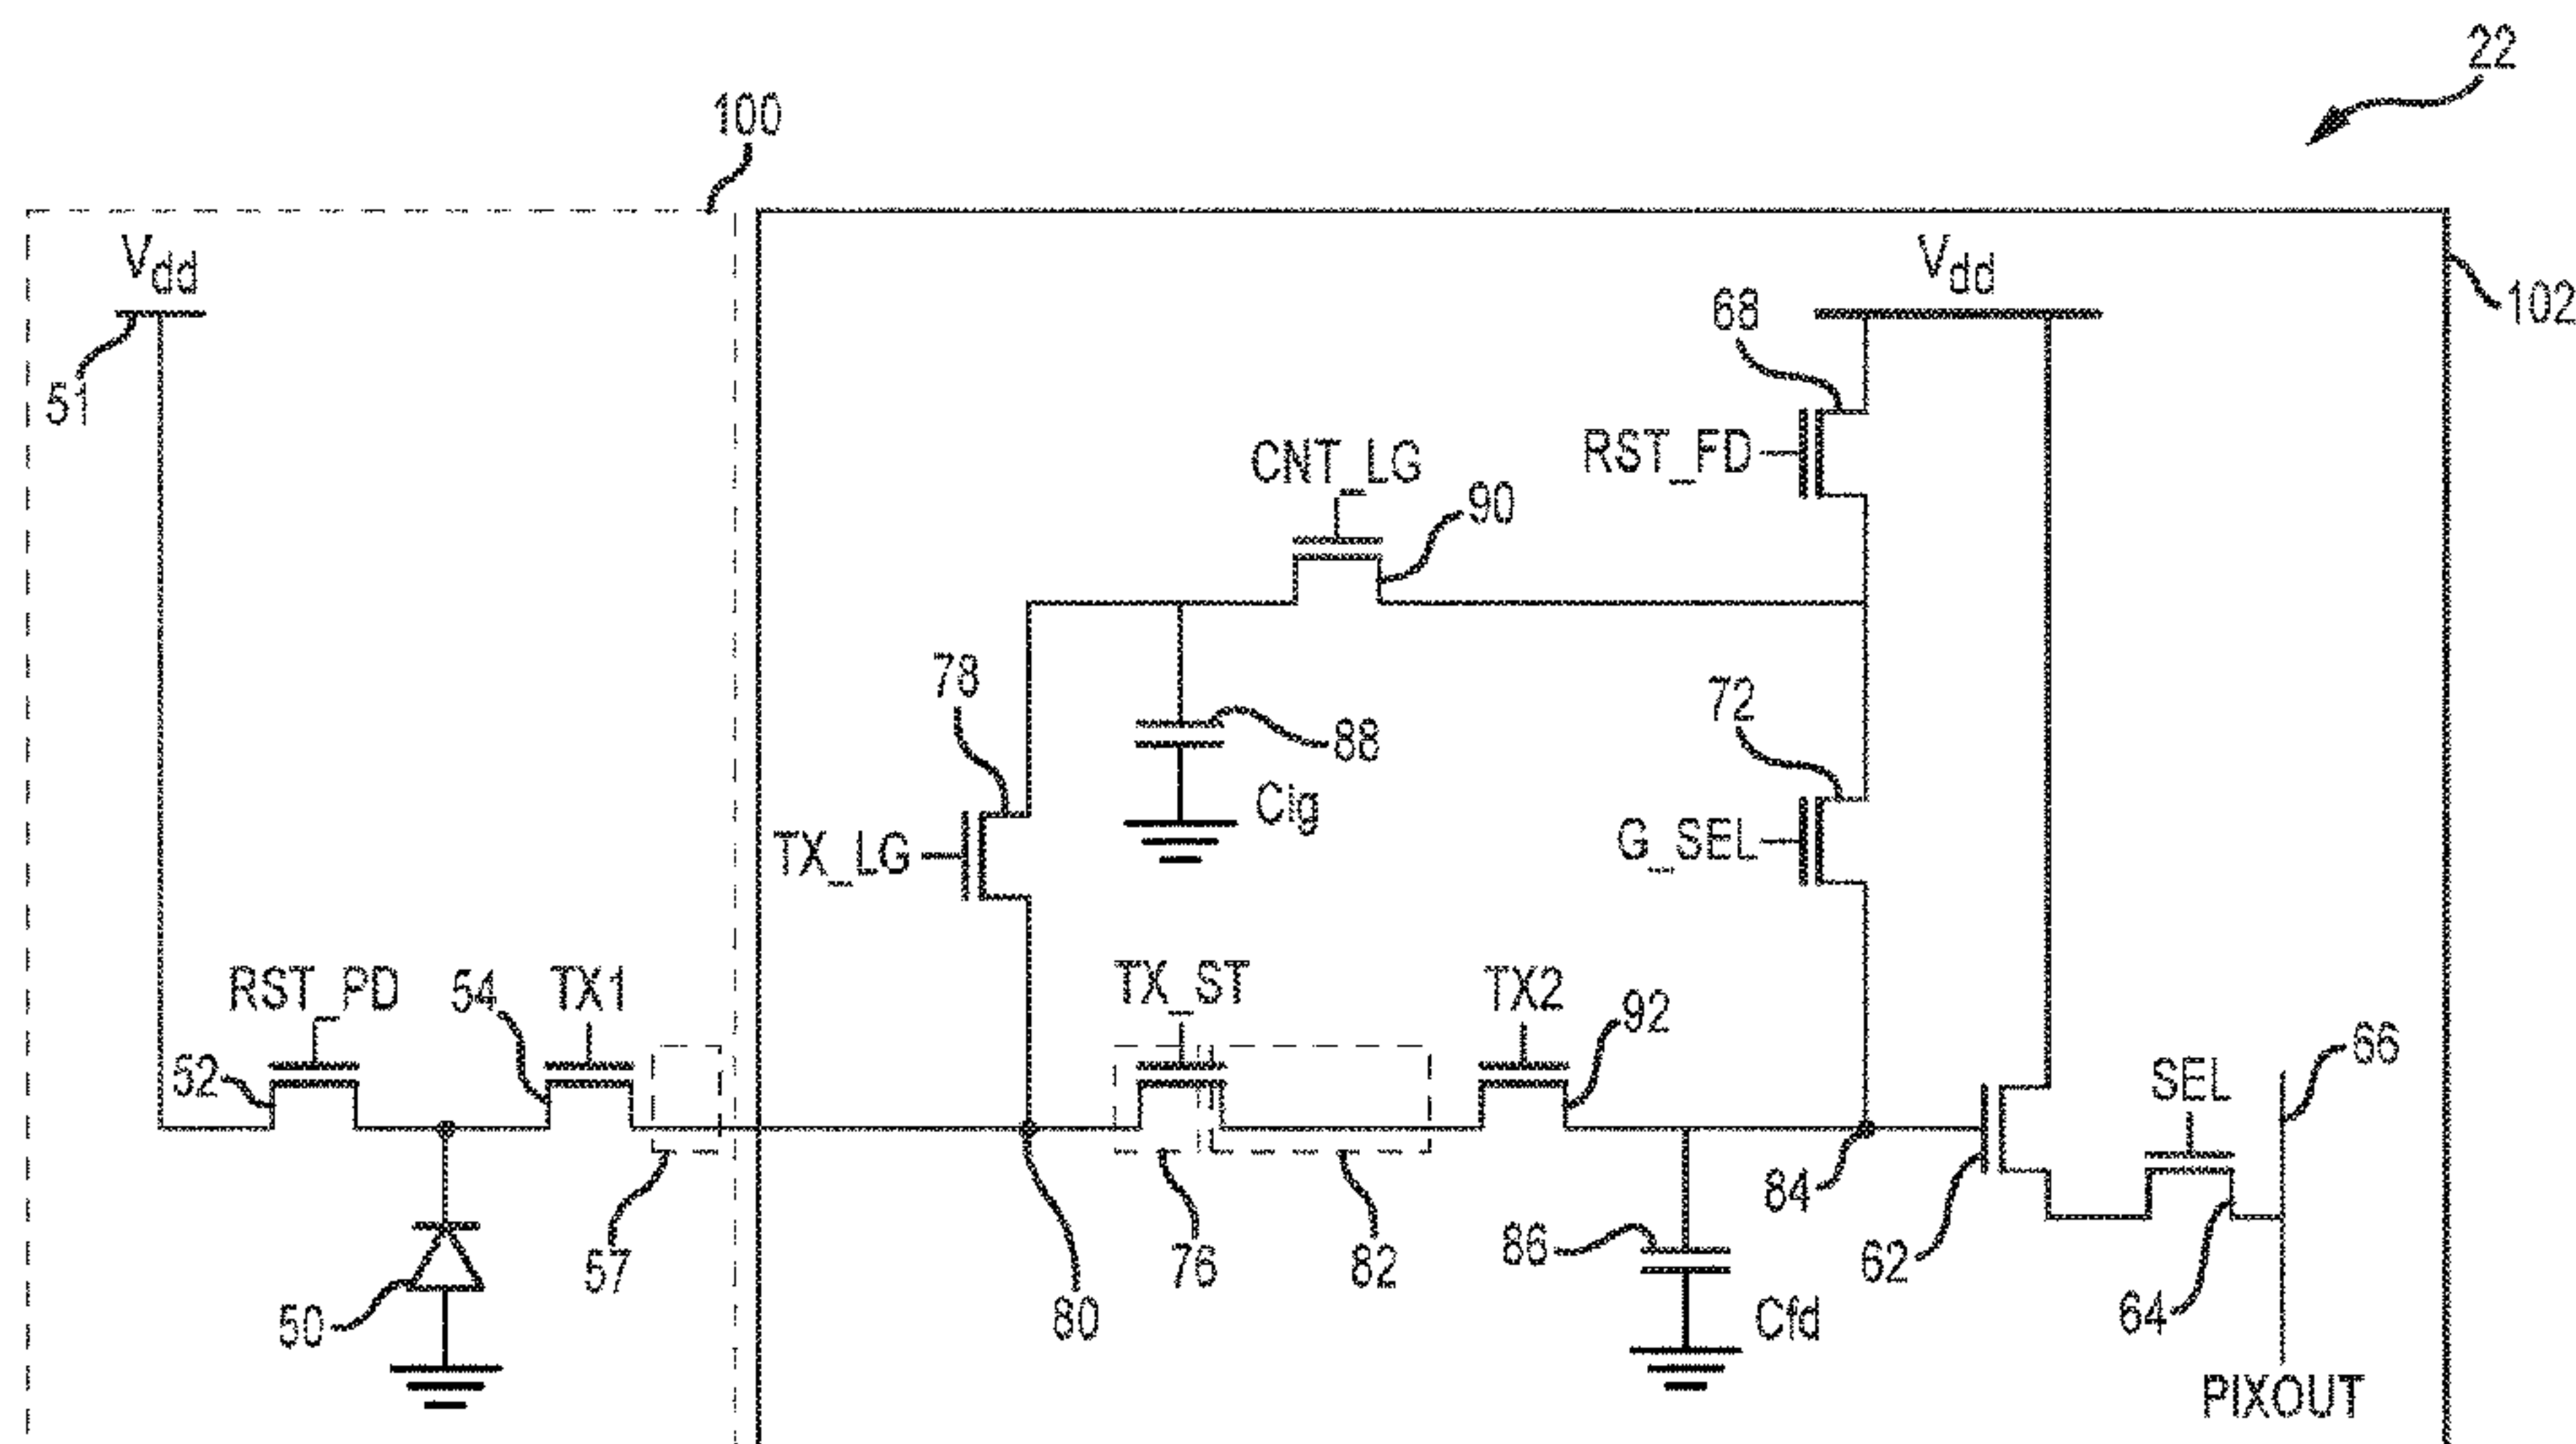 22
100
Vdd
51
Vdd
102
68
RST_FD
CNT_LG
90
78
88
Clg
72
TX_LG
G_SEL
RST_PD
54
TX1
TX_ST
TX2
92
66
52
SEL
57
76
82
84
86
62
50
80
Cfd
64
PIXOUT